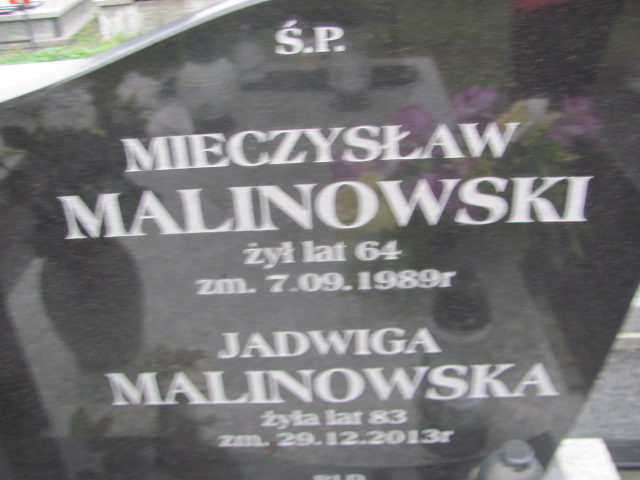 Ś.P.
MIECZYSŁAW
MALINOWSKI
żył lat 64
zm. 7.09.1989r
JADWIGA
MALINOWSKA
żyła lat 83
zm. 29.12.2013r